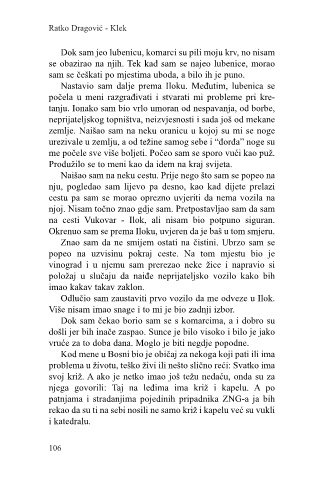 Ratko Dragović - Klek
Dok sam jeo lubenicu, komarci su pili moju krv, no nisam
se obazirao na njih. Tek kad sam se najeo lubenice, morao
sam se češkati po mjestima uboda, a bilo ih je puno.
Nastavio sam dalje prema Iloku. Međutim, lubenica se
počela u meni razgrađivati i stvarati mi probleme pri kre-
tanju. Ionako sam bio vrlo umoran od nespavanja, od borbe,
neprijateljskog topništva, neizvjesnosti i sada još od mekane
zemlje. Naišao sam na neku oranicu u kojoj su mi se noge
urezivale u zemlju, a od težine samog sebe i “đorđa” noge su
me počele sve više boljeti. Počeo sam se sporo vući kao puž.
Produžilo se to meni kao da idem na kraj svijeta.
Naišao sam na neku cestu. Prije nego što sam se popeo na
nju, pogledao sam lijevo pa desno, kao kad dijete prelazi
cestu pa sam se morao oprezno uvjeriti da nema vozila na
njoj. Nisam točno znao gdje sam. Pretpostavljao sam da sam
na cesti Vukovar - Ilok, ali nisam bio potpuno siguran.
Okrenuo sam se prema Iloku, uvjeren da je baš u tom smjeru.
Znao sam da ne smijem ostati na čistini. Ubrzo sam se
popeo na uzvisinu pokraj ceste. Na tom mjestu bio je
vinograd i u njemu sam prerezao neke žice i napravio si
položaj u slučaju da naiđe neprijateljsko vozilo kako bih
imao kakav takav zaklon.
Odlučio sam zaustaviti prvo vozilo da me odveze u Ilok.
Više nisam imao snage i to mi je bio zadnji izbor.
Dok sam čekao borio sam se s komarcima, a i dobro su
došli jer bih inače zaspao. Sunce je bilo visoko i bilo je jako
vruće za to doba dana. Moglo je biti negdje popodne.
Kod mene u Bosni bio je običaj za nekoga koji pati ili ima
problema u životu, teško živi ili nešto slično reći: Svatko ima
svoj križ. A ako je netko imao još težu nedaću, onda su za
njega govorili: Taj na leđima ima križ i kapelu. A po
patnjama i stradanjima pojedinih pripadnika ZNG-a ja bih
rekao da su ti na sebi nosili ne samo križ i kapelu već su vukli
i katedralu.
106